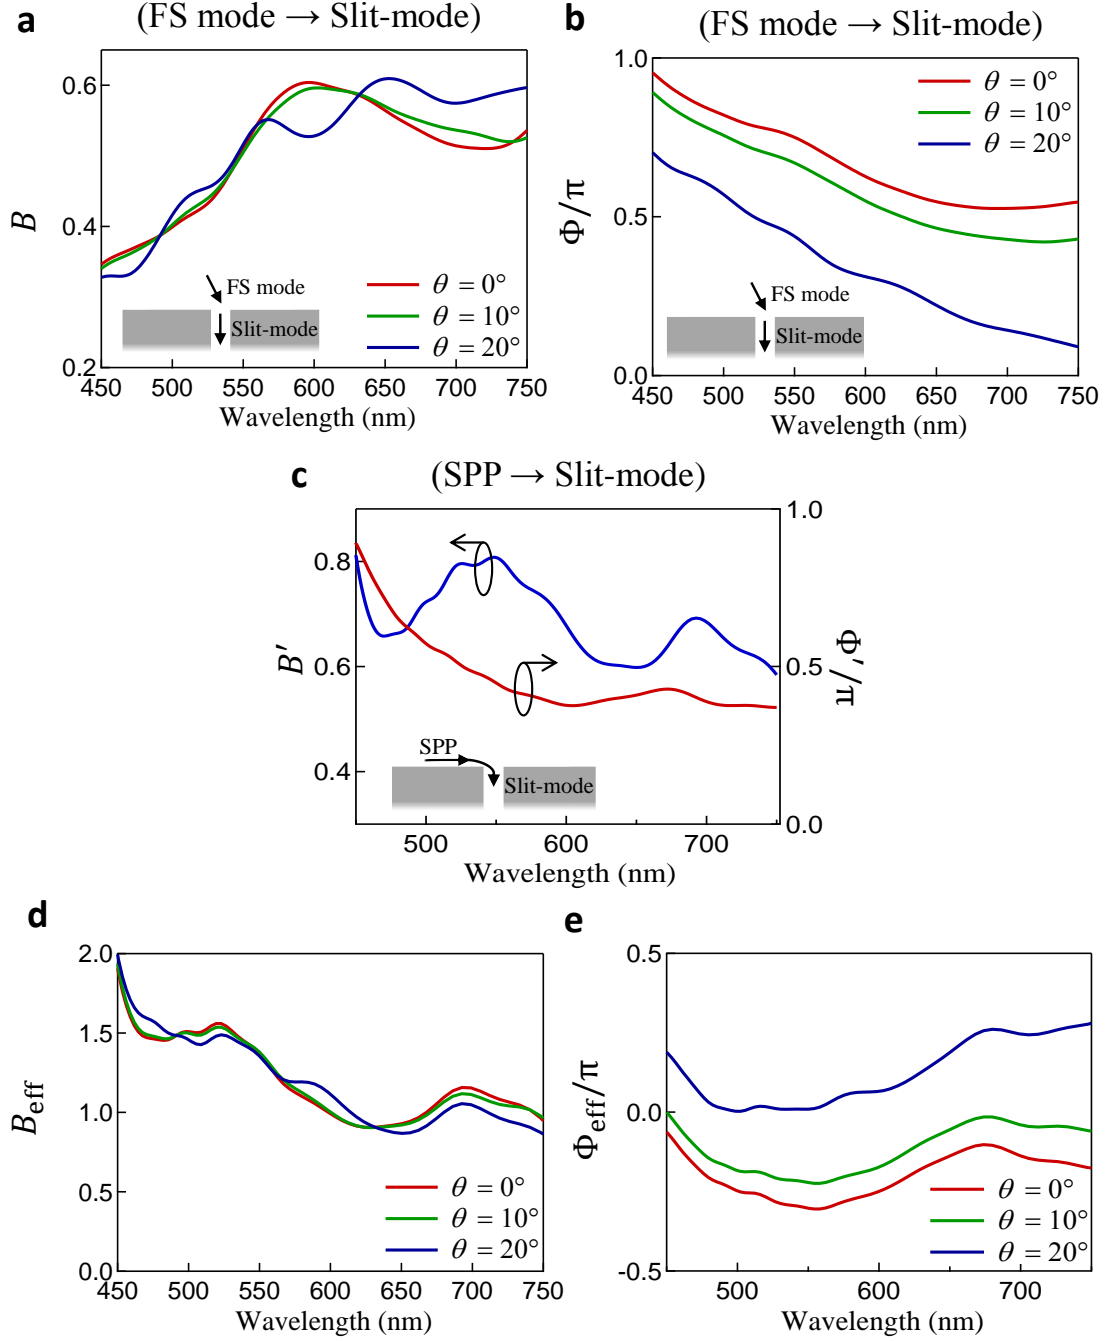 a
(FS mode → Slit-mode)
B
0.6
0.4
0.2
FS mode
Slit-mode
θ = 0°
θ = 10°
θ = 20°
450 500 550 600 650 700 750
Wavelength (nm)
b
(FS mode → Slit-mode)
Φ/π
1.0
0.5
0.0
θ = 0°
θ = 10°
θ = 20°
FS mode
Slit-mode
450 500 550 600 650 700 750
Wavelength (nm)
c
(SPP → Slit-mode)
B′
0.8
0.6
0.4
1.0
0.5
0.0
Φ′/π
SPP
Slit-mode
500 600 700
Wavelength (nm)
d
Beff
2.0
1.5
1.0
0.5
0.0
θ = 0°
θ = 10°
θ = 20°
450 500 550 600 650 700 750
Wavelength (nm)
e
Φeff/π
0.5
0.0
-0.5
θ = 0°
θ = 10°
θ = 20°
500 600 700
Wavelength (nm)